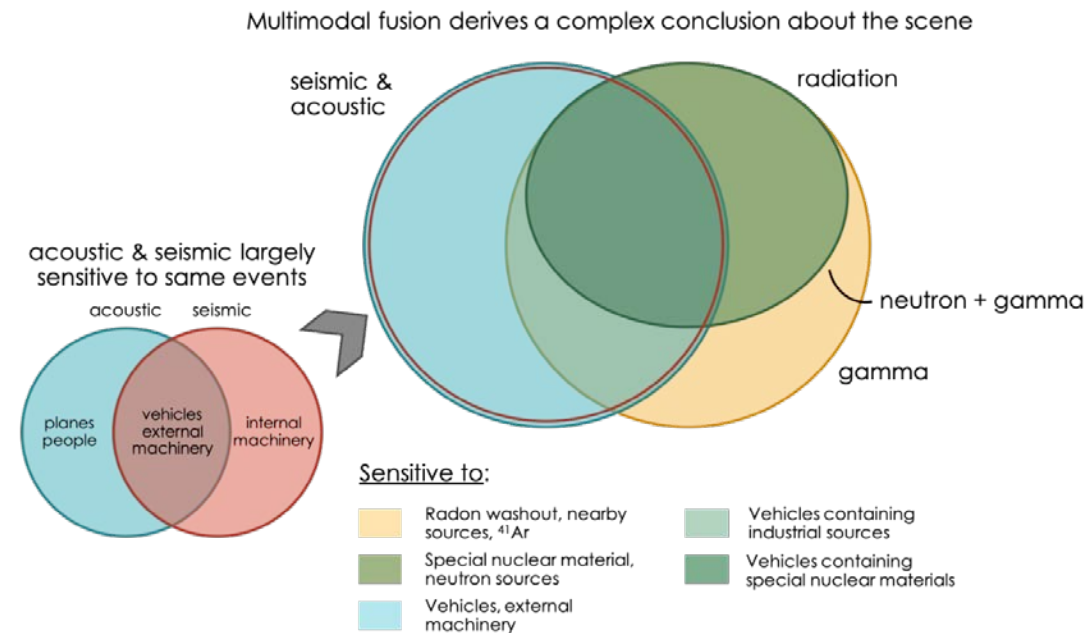 Multimodal fusion derives a complex conclusion about the scene
seismic &
acoustic
radiation
neutron + gamma
gamma
acoustic & seismic largely
sensitive to same events
acoustic
seismic
planes
people
vehicles
external
machinery
internal
machinery
Sensitive to:
Radon washout, nearby
sources, ⁴¹Ar
Special nuclear material,
neutron sources
Vehicles, external
machinery
Vehicles containing
industrial sources
Vehicles containing
special nuclear materials